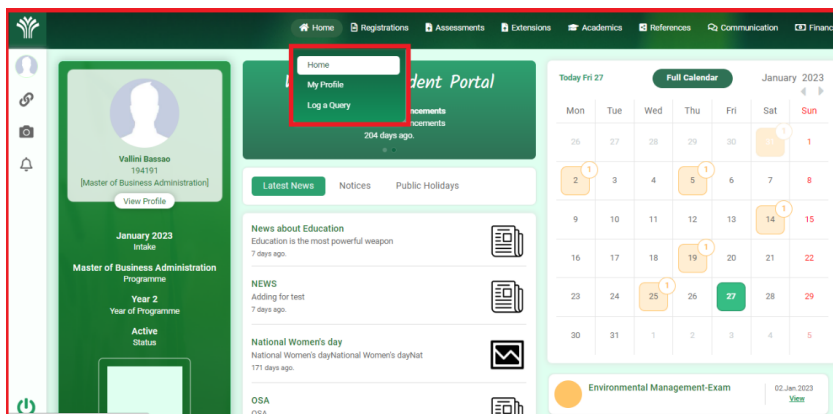 Home Registrations Assessments Extensions Academics References Communication Financ
Home
My Profile
Log a Query
dent Portal
ncements
ncements
204 days ago.
Vallini Bassao
194191
[Master of Business Administration]
View Profile
January 2023
Intake
Master of Business Administration
Programme
Year 2
Year of Programme
Active
Status
Latest News Notices Public Holidays
News about Education
Education is the most powerful weapon
7 days ago.
NEWS
Adding for test
7 days ago.
National Women's day
National Women's dayNational Women's dayNat
171 days ago.
OSA
OSA
Today Fri 27 Full Calendar January 2023
Mon Tue Wed Thu Fri Sat Sun
26 27 28 29 30 31 1
2 3 4 5 6 7 8
9 10 11 12 13 14 15
16 17 18 19 20 21 22
23 24 25 26 27 28 29
30 31 1 2 3 4 5
Environmental Management-Exam
02.Jan.2023
View